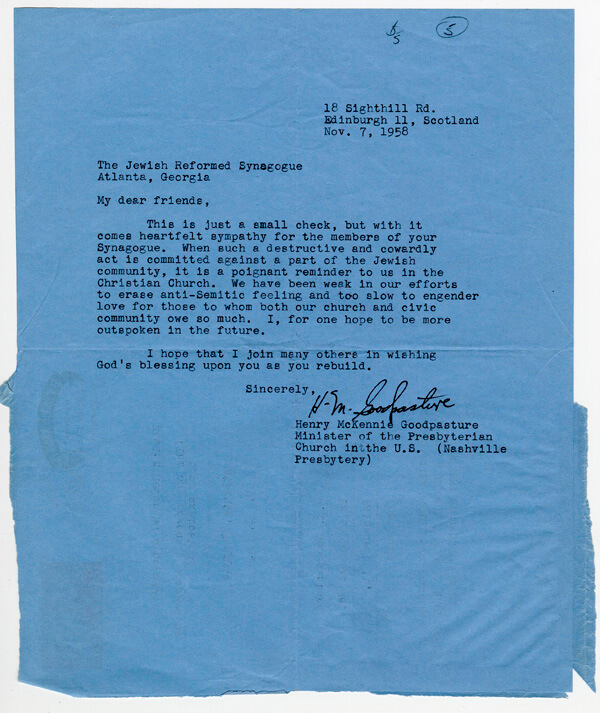 5
18 Sighthill Rd.
Edinburgh 11, Scotland
Nov. 7, 1958
The Jewish Reformed Synagogue
Atlanta, Georgia
My dear friends,
This is just a small check, but with it
comes heartfelt sympathy for the members of your
Synagogue. When such a destructive and cowardly
act is committed against a part of the Jewish
community, it is a poignant reminder to us in the
Christian Church. We have been weak in our efforts
to erase anti-Semitic feeling and too slow to engender
love for those to whom both our church and civic
community owe so much. I, for one hope to be more
outspoken in the future.
I hope that I join many others in wishing
God's blessing upon you as you rebuild.
Sincerely,
H. M. Goodpasture
Henry McKennie Goodpasture
Minister of the Presbyterian
Church in the U.S. (Nashville
Presbytery)